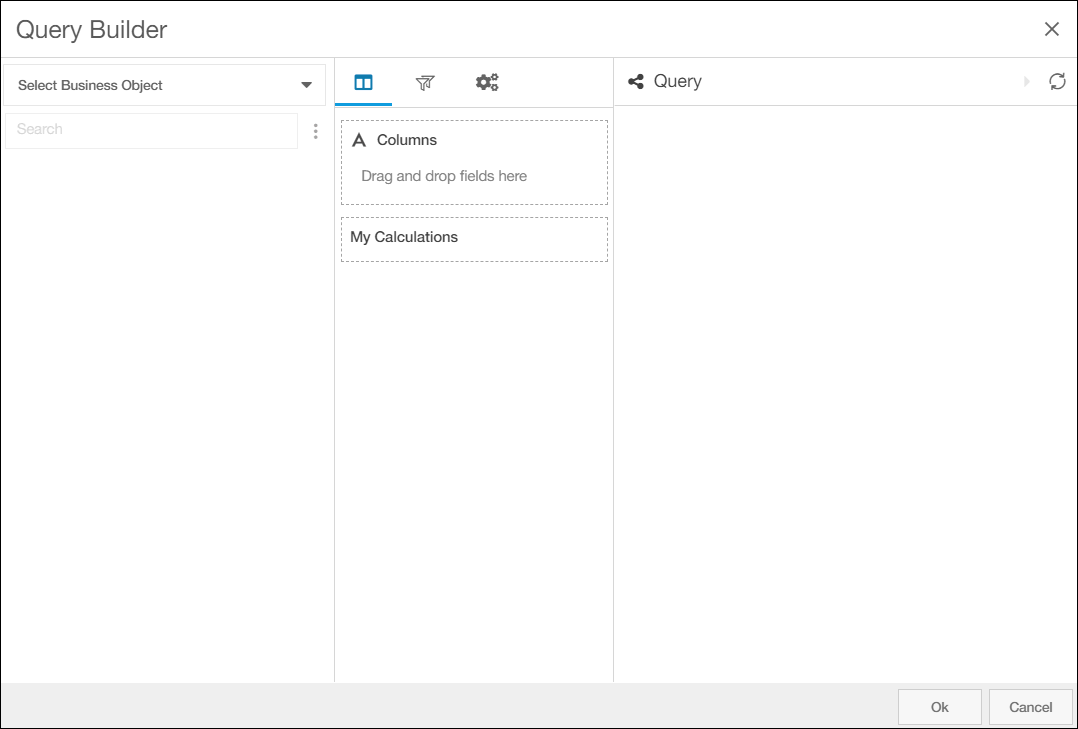 Query Builder
Select Business Object
Search
Columns
Drag and drop fields here
My Calculations
Query
Ok
Cancel